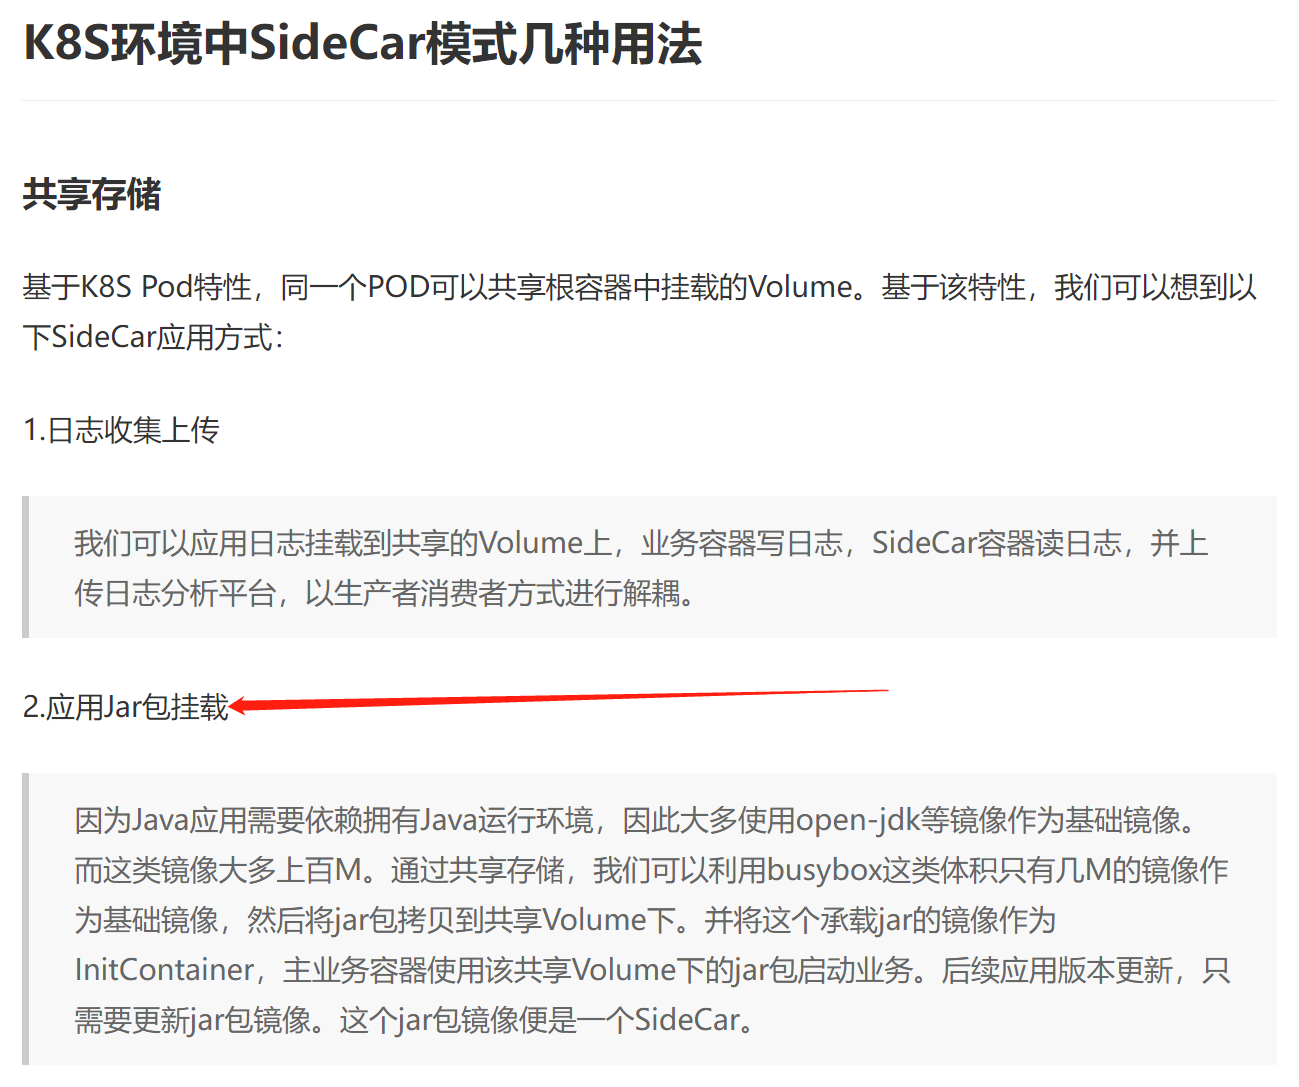 K8S环境中SideCar模式几种用法
共享存储
基于K8S Pod特性，同一个POD可以共享根容器中挂载的Volume。基于该特性，我们可以想到以
下SideCar应用方式：
1.日志收集上传
我们可以应用日志挂载到共享的Volume上，业务容器写日志，SideCar容器读日志，并上
传日志分析平台，以生产者消费者方式进行解耦。
2.应用Jar包挂载
因为Java应用需要依赖拥有Java运行环境，因此大多使用open-jdk等镜像作为基础镜像。
而这类镜像大多上百M。通过共享存储，我们可以利用busybox这类体积只有几M的镜像作
为基础镜像，然后将jar包拷贝到共享Volume下。并将这个承载jar的镜像作为
InitContainer，主业务容器使用该共享Volume下的jar包启动业务。后续应用版本更新，只
需要更新jar包镜像。这个jar包镜像便是一个SideCar。